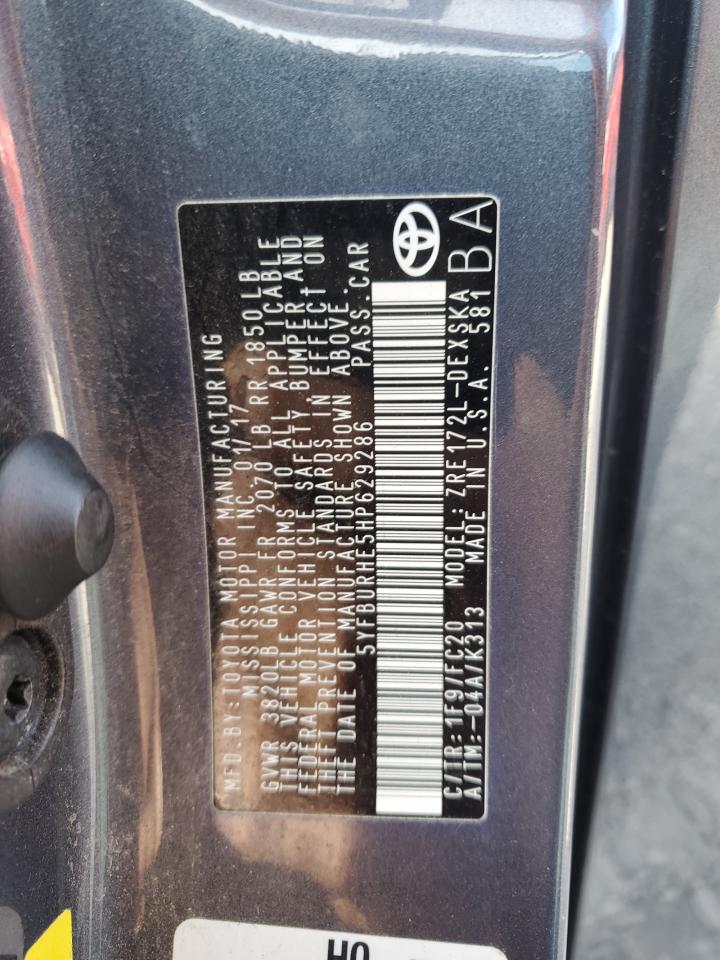 MFD.BY:TOYOTA MOTOR MANUFACTURING
MISSISSIPPI INC. 01/17
GVWR 3820LB GAWR FR 2070 LB RR 1850 LB
THIS VEHICLE CONFORMS TO ALL APPLICABLE
FEDERAL MOTOR VEHICLE SAFETY, BUMPER, AND
THEFT PREVENTION STANDARDS IN EFFECT ON
THE DATE OF MANUFACTURE SHOWN ABOVE.
5YFBURHE5HP629286 PASS.CAR
C/TR:1F9/FC20 MODEL:ZRE172L-DEXSKA
A/TM:-04A/K313 MADE IN U.S.A. 581
BA